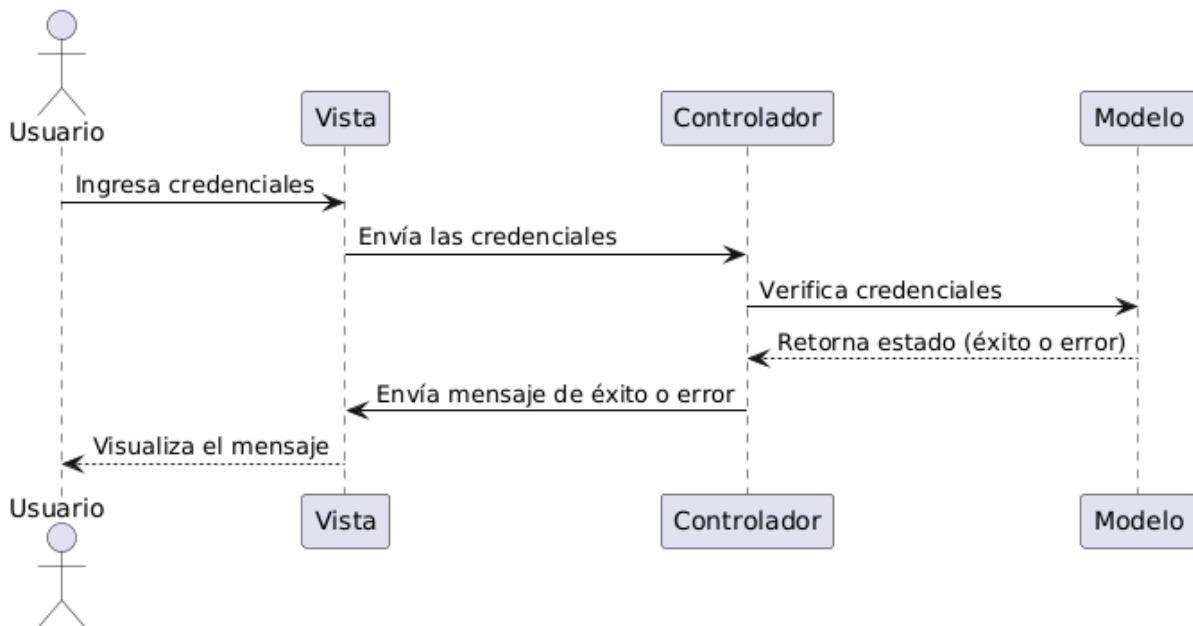 Usuario
Vista
Controlador
Modelo
Ingresa credenciales
Envía las credenciales
Verifica credenciales
Retorna estado (éxito o error)
Envía mensaje de éxito o error
Visualiza el mensaje
Usuario
Vista
Controlador
Modelo